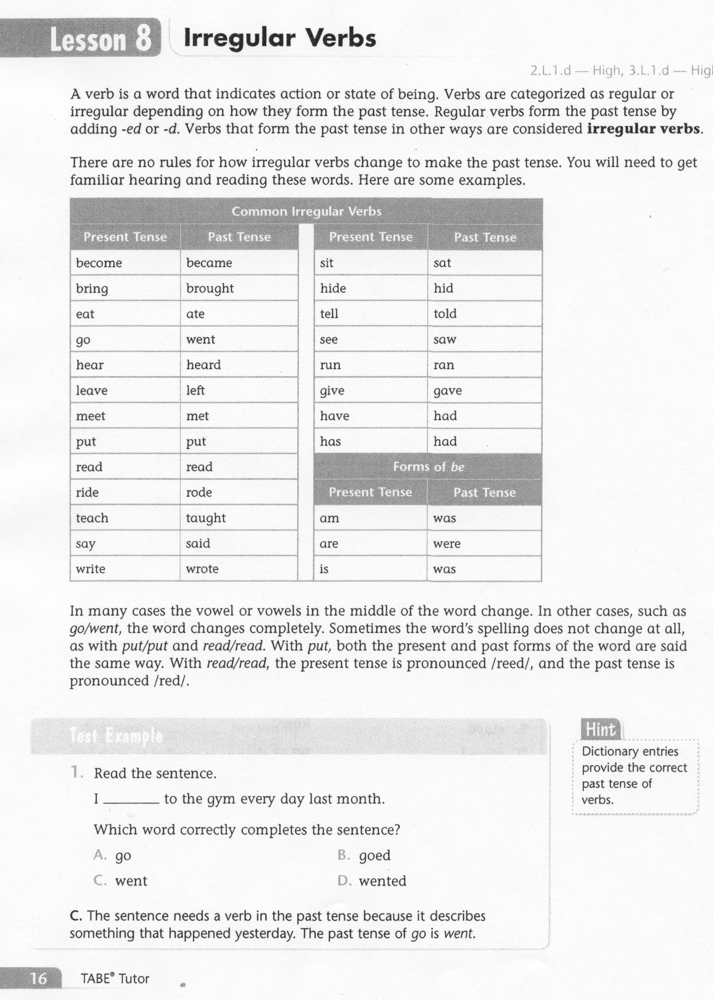 Lesson 8 Irregular Verbs
2.L.1.d — High, 3.L.1.d — Hig
A verb is a word that indicates action or state of being. Verbs are categorized as regular or
irregular depending on how they form the past tense. Regular verbs form the past tense by
adding -ed or -d. Verbs that form the past tense in other ways are considered irregular verbs.
There are no rules for how irregular verbs change to make the past tense. You will need to get
familiar hearing and reading these words. Here are some examples.
Common Irregular Verbs
Present Tense Past Tense Present Tense Past Tense
become became sit sat
bring brought hide hid
eat ate tell told
go went see saw
hear heard run ran
leave left give gave
meet met have had
put put has had
read read Forms of be
ride rode Present Tense Past Tense
teach taught am was
say said are were
write wrote is was
In many cases the vowel or vowels in the middle of the word change. In other cases, such as
go/went, the word changes completely. Sometimes the word's spelling does not change at all,
as with put/put and read/read. With put, both the present and past forms of the word are said
the same way. With read/read, the present tense is pronounced /reed/, and the past tense is
pronounced /red/.
Test Example
1. Read the sentence.
I ________ to the gym every day last month.
Which word correctly completes the sentence?
A. go B. goed
C. went D. wented
C. The sentence needs a verb in the past tense because it describes
something that happened yesterday. The past tense of go is went.
Hint
Dictionary entries
provide the correct
past tense of
verbs.
16 TABE® Tutor